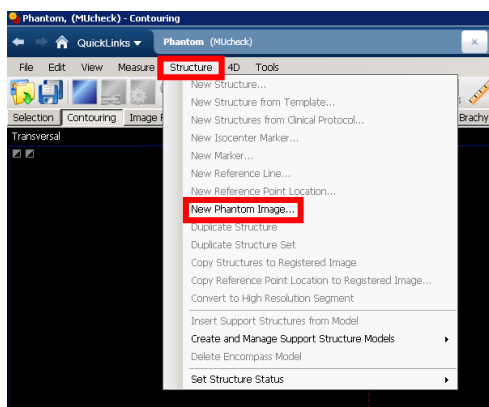 Phantom, (MUcheck) - Contouring
QuickLinks Phantom (MUcheck)
File Edit View Measure Structure 4D Tools
New Structure...
New Structure from Template...
Selection Contouring Image New Structures from Clinical Protocol... Brachy
Transversal New Isocenter Marker...
New Marker...
New Reference Line...
New Reference Point Location...
New Phantom Image...
Duplicate Structure
Duplicate Structure Set
Copy Structures to Registered Image
Copy Reference Point Location to Registered Image...
Convert to High Resolution Segment
Insert Support Structures from Model
Create and Manage Support Structure Models
Delete Encompass Model
Set Structure Status